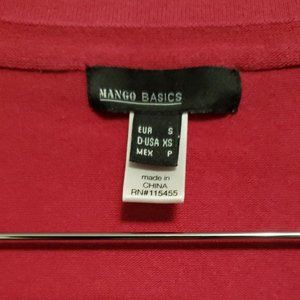 MANGO BASICS
EUR S
D-USA XS
MEX P
made in
CHINA
RN#115455